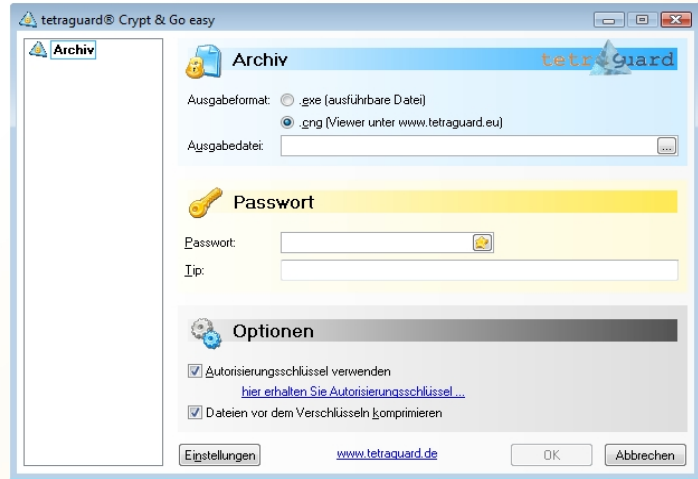 tetraguard® Crypt & Go easy
Archiv
Archiv
tetraguard
Ausgabeformat:
.exe (ausführbare Datei)
.cng (Viewer unter www.tetraguard.eu)
Ausgabedatei:
...
Passwort
Passwort:
Tip:
Optionen
Autorisierungsschlüssel verwenden
hier erhalten Sie Autorisierungsschlüssel ...
Dateien vor dem Verschlüsseln komprimieren
Einstellungen
www.tetraguard.de
OK
Abbrechen